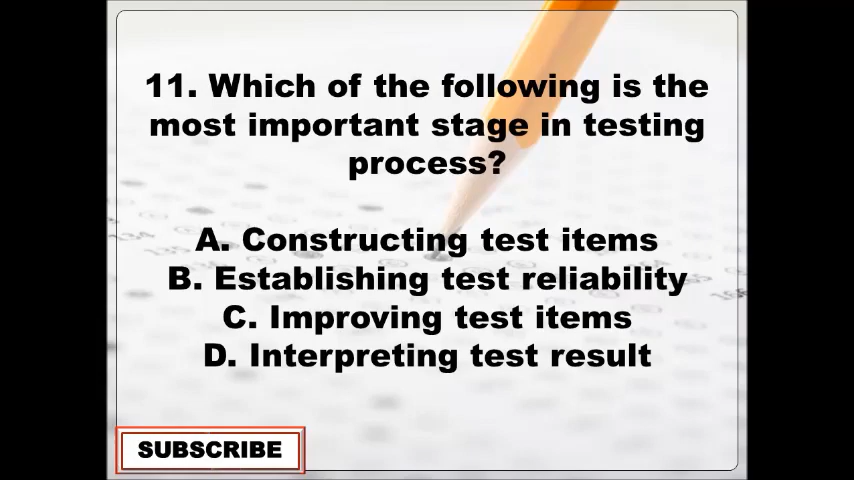 11. Which of the following is the
most important stage in testing
process?
A. Constructing test items
B. Establishing test reliability
C. Improving test items
D. Interpreting test result
SUBSCRIBE